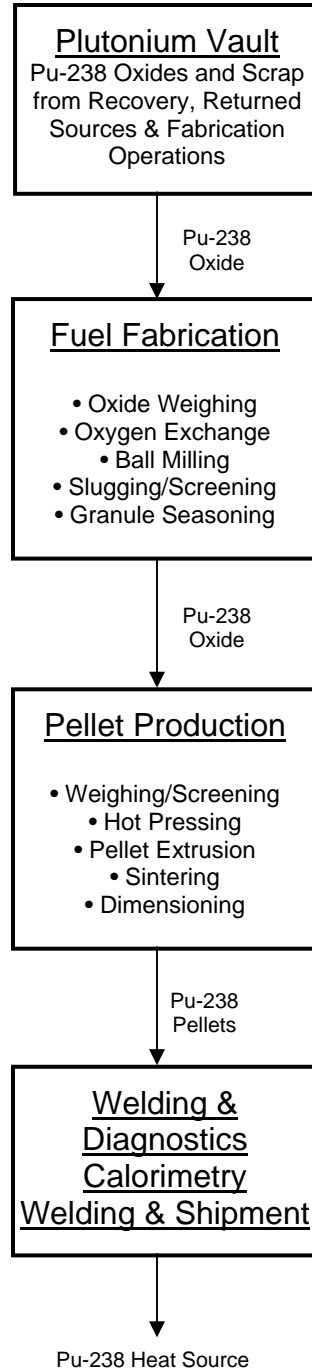 Plutonium Vault
Pu-238 Oxides and Scrap
from Recovery, Returned
Sources & Fabrication
Operations
Pu-238
Oxide
Fuel Fabrication
• Oxide Weighing
• Oxygen Exchange
• Ball Milling
• Slugging/Screening
• Granule Seasoning
Pu-238
Oxide
Pellet Production
• Weighing/Screening
• Hot Pressing
• Pellet Extrusion
• Sintering
• Dimensioning
Pu-238
Pellets
Welding &
Diagnostics
Calorimetry
Welding & Shipment
Pu-238 Heat Source